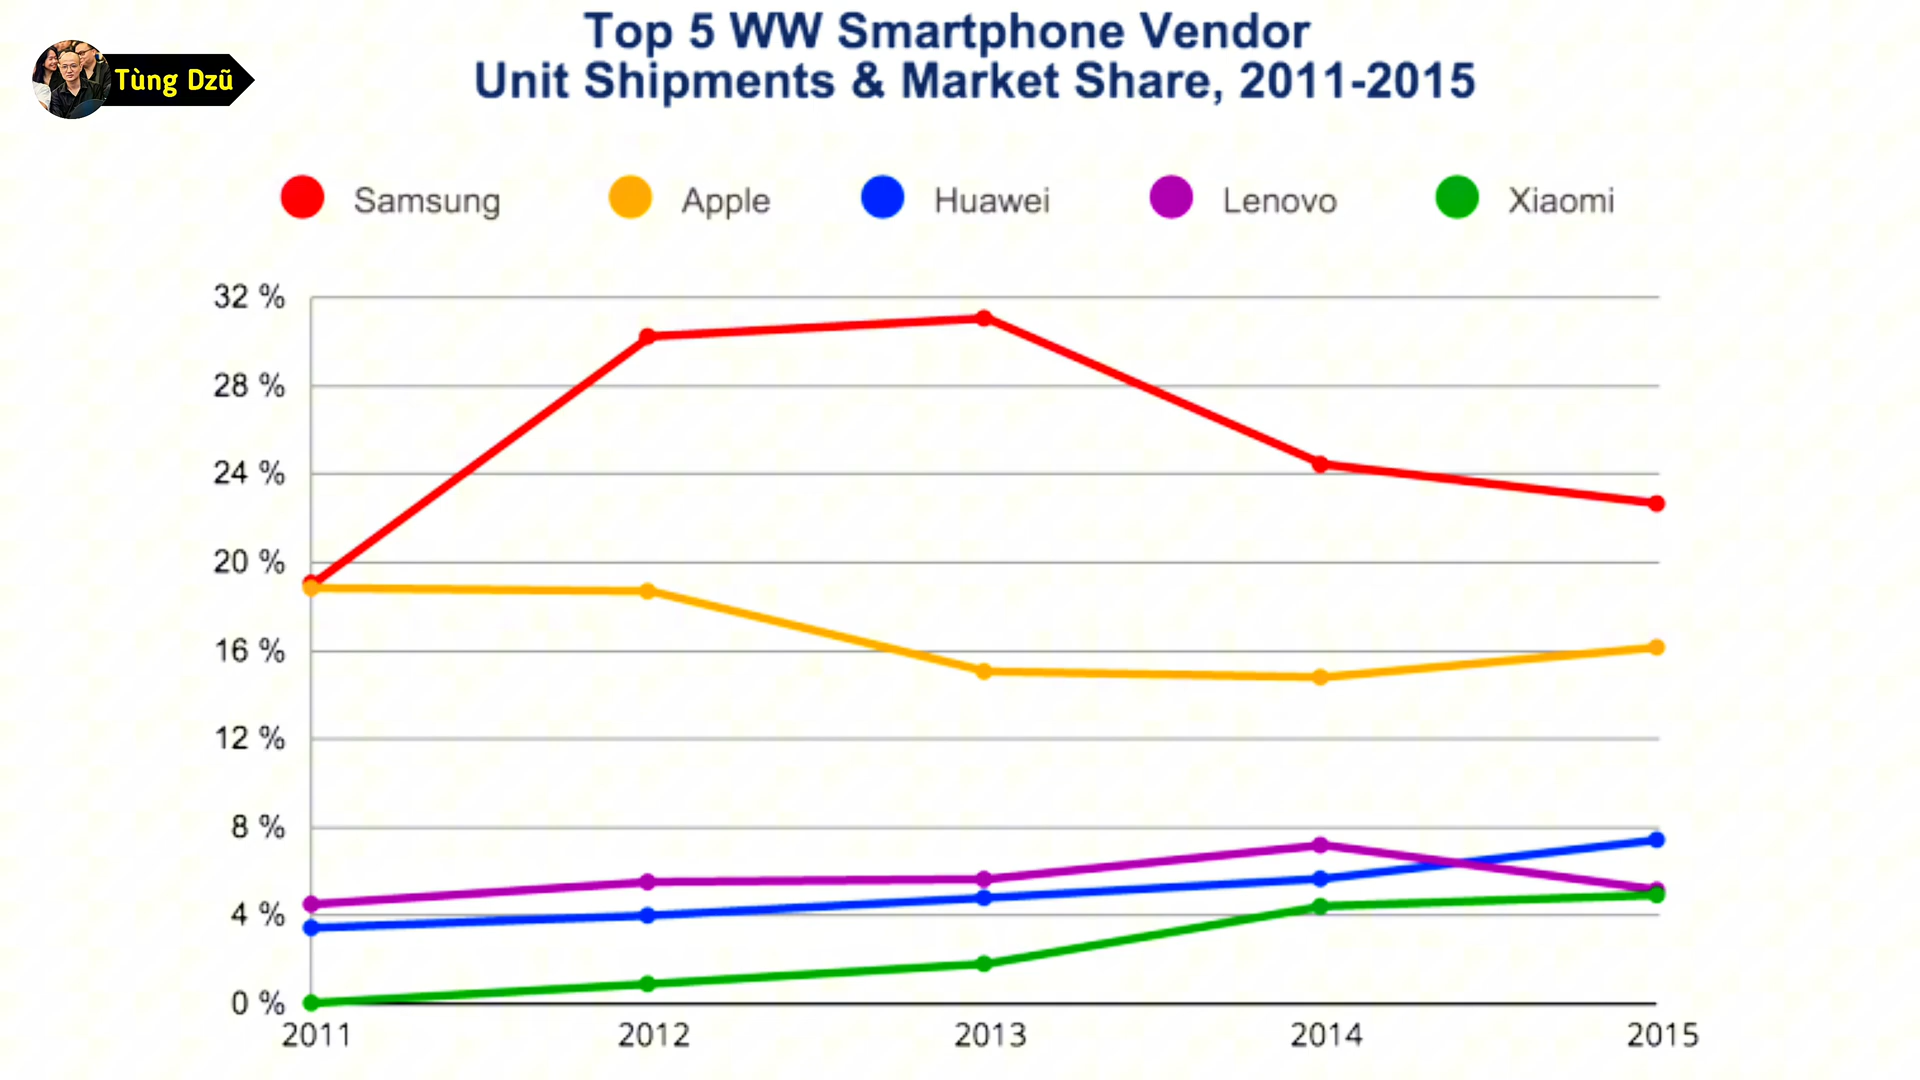 Top 5 WW Smartphone Vendor
Unit Shipments & Market Share, 2011-2015
Tùng Dzũ
Samsung Apple Huawei Lenovo Xiaomi
32 %
28 %
24 %
20 %
16 %
12 %
8 %
4 %
0 %
2011 2012 2013 2014 2015